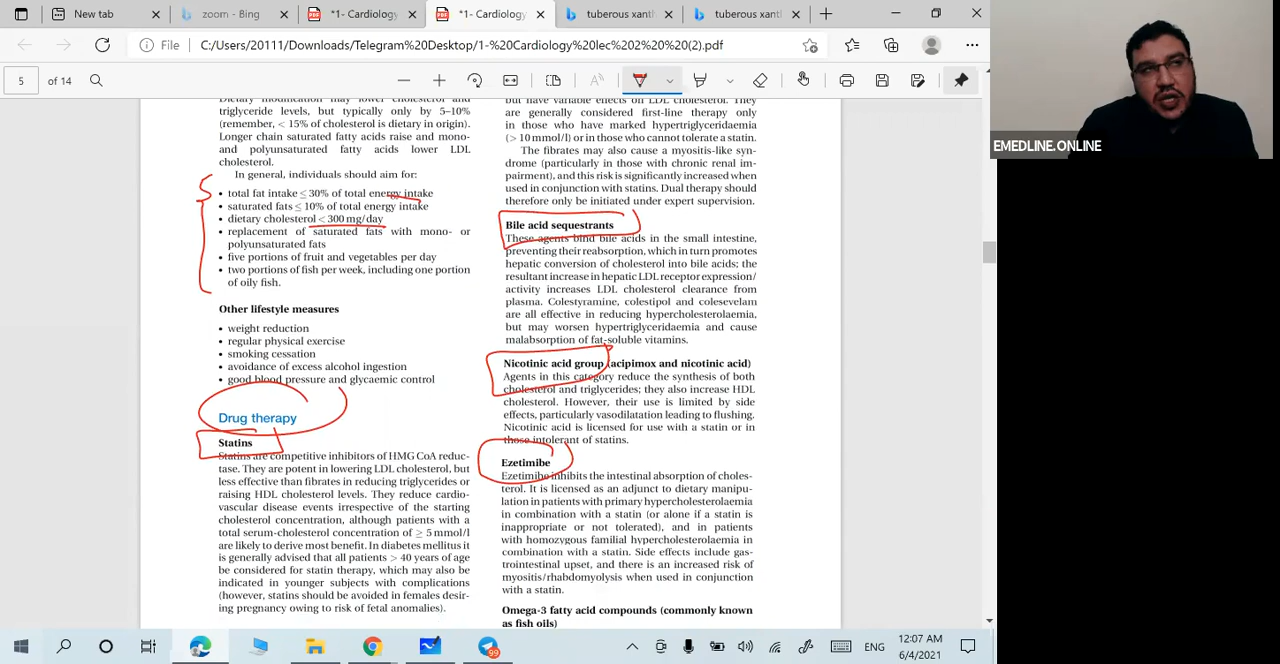 New tab
zoom - Bing
*1- Cardiology
*1- Cardiology
tuberous xanth
tuberous xant
File
C:/Users/20111/Downloads/Telegram%20Desktop/1-%20Cardiology%20lec%202%20%20(2).pdf
5 of 14
EMEDLINE.ONLINE
Dietary modification may lower cholesterol and
triglyceride levels, but typically only by 5–10%
(remember, < 15% of cholesterol is dietary in origin).
Longer chain saturated fatty acids raise and mono-
and polyunsaturated fatty acids lower LDL
cholesterol.
In general, individuals should aim for:
• total fat intake ≤ 30% of total energy intake
• saturated fats ≤ 10% of total energy intake
• dietary cholesterol < 300 mg/day
• replacement of saturated fats with mono- or
polyunsaturated fats
• five portions of fruit and vegetables per day
• two portions of fish per week, including one portion
of oily fish.
Other lifestyle measures
• weight reduction
• regular physical exercise
• smoking cessation
• avoidance of excess alcohol ingestion
• good blood pressure and glycaemic control
Drug therapy
Statins
Statins are competitive inhibitors of HMG CoA reduc-
tase. They are potent in lowering LDL cholesterol, but
less effective than fibrates in reducing triglycerides or
raising HDL cholesterol levels. They reduce cardio-
vascular disease events irrespective of the starting
cholesterol concentration, although patients with a
total serum-cholesterol concentration of ≥ 5 mmol/l
are likely to derive most benefit. In diabetes mellitus it
is generally advised that all patients > 40 years of age
be considered for statin therapy, which may also be
indicated in younger subjects with complications
(however, statins should be avoided in females desir-
ing pregnancy owing to risk of fetal anomalies).
but have variable effects on LDL cholesterol. They
are generally considered first-line therapy only
in those who have marked hypertriglyceridaemia
(> 10 mmol/l) or in those who cannot tolerate a statin.
The fibrates may also cause a myositis-like syn-
drome (particularly in those with chronic renal im-
pairment), and this risk is significantly increased when
used in conjunction with statins. Dual therapy should
therefore only be initiated under expert supervision.
Bile acid sequestrants
These agents bind bile acids in the small intestine,
preventing their reabsorption, which in turn promotes
hepatic conversion of cholesterol into bile acids; the
resultant increase in hepatic LDL receptor expression/
activity increases LDL cholesterol clearance from
plasma. Colestyramine, colestipol and colesevelam
are all effective in reducing hypercholesterolaemia,
but may worsen hypertriglyceridaemia and cause
malabsorption of fat-soluble vitamins.
Nicotinic acid group (acipimox and nicotinic acid)
Agents in this category reduce the synthesis of both
cholesterol and triglycerides; they also increase HDL
cholesterol. However, their use is limited by side
effects, particularly vasodilatation leading to flushing.
Nicotinic acid is licensed for use with a statin or in
those intolerant of statins.
Ezetimibe
Ezetimibe inhibits the intestinal absorption of choles-
terol. It is licensed as an adjunct to dietary manipu-
lation in patients with primary hypercholesterolaemia
in combination with a statin (or alone if a statin is
inappropriate or not tolerated), and in patients
with homozygous familial hypercholesterolaemia in
combination with a statin. Side effects include gas-
trointestinal upset, and there is an increased risk of
myositis/rhabdomyolysis when used in conjunction
with a statin.
Omega-3 fatty acid compounds (commonly known
as fish oils)
99
ENG
12:07 AM
6/4/2021